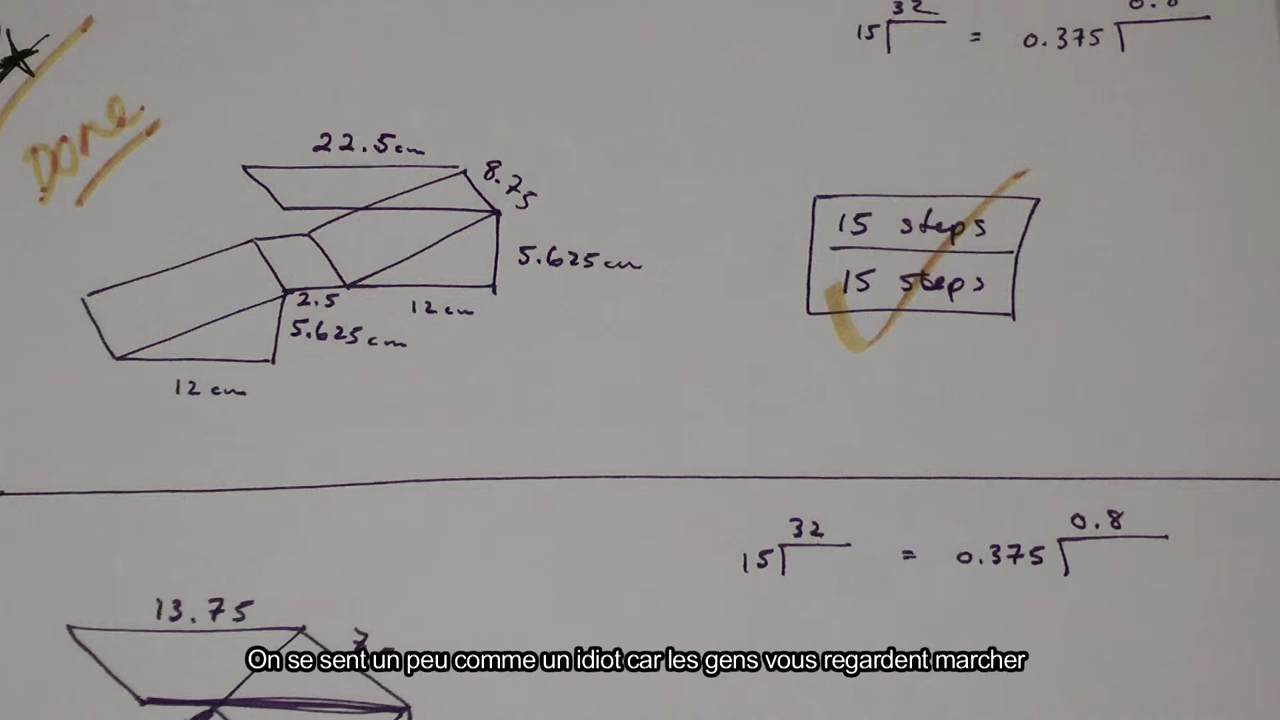 32
15 = 0.375
0.8
Done
22.5cm
8.75
15 steps
15 steps
5.625cm
2.5
12cm
5.625cm
12cm
32
0.8
15 = 0.375
13.75
On se sent un peu comme un idiot car les gens vous regardent marcher